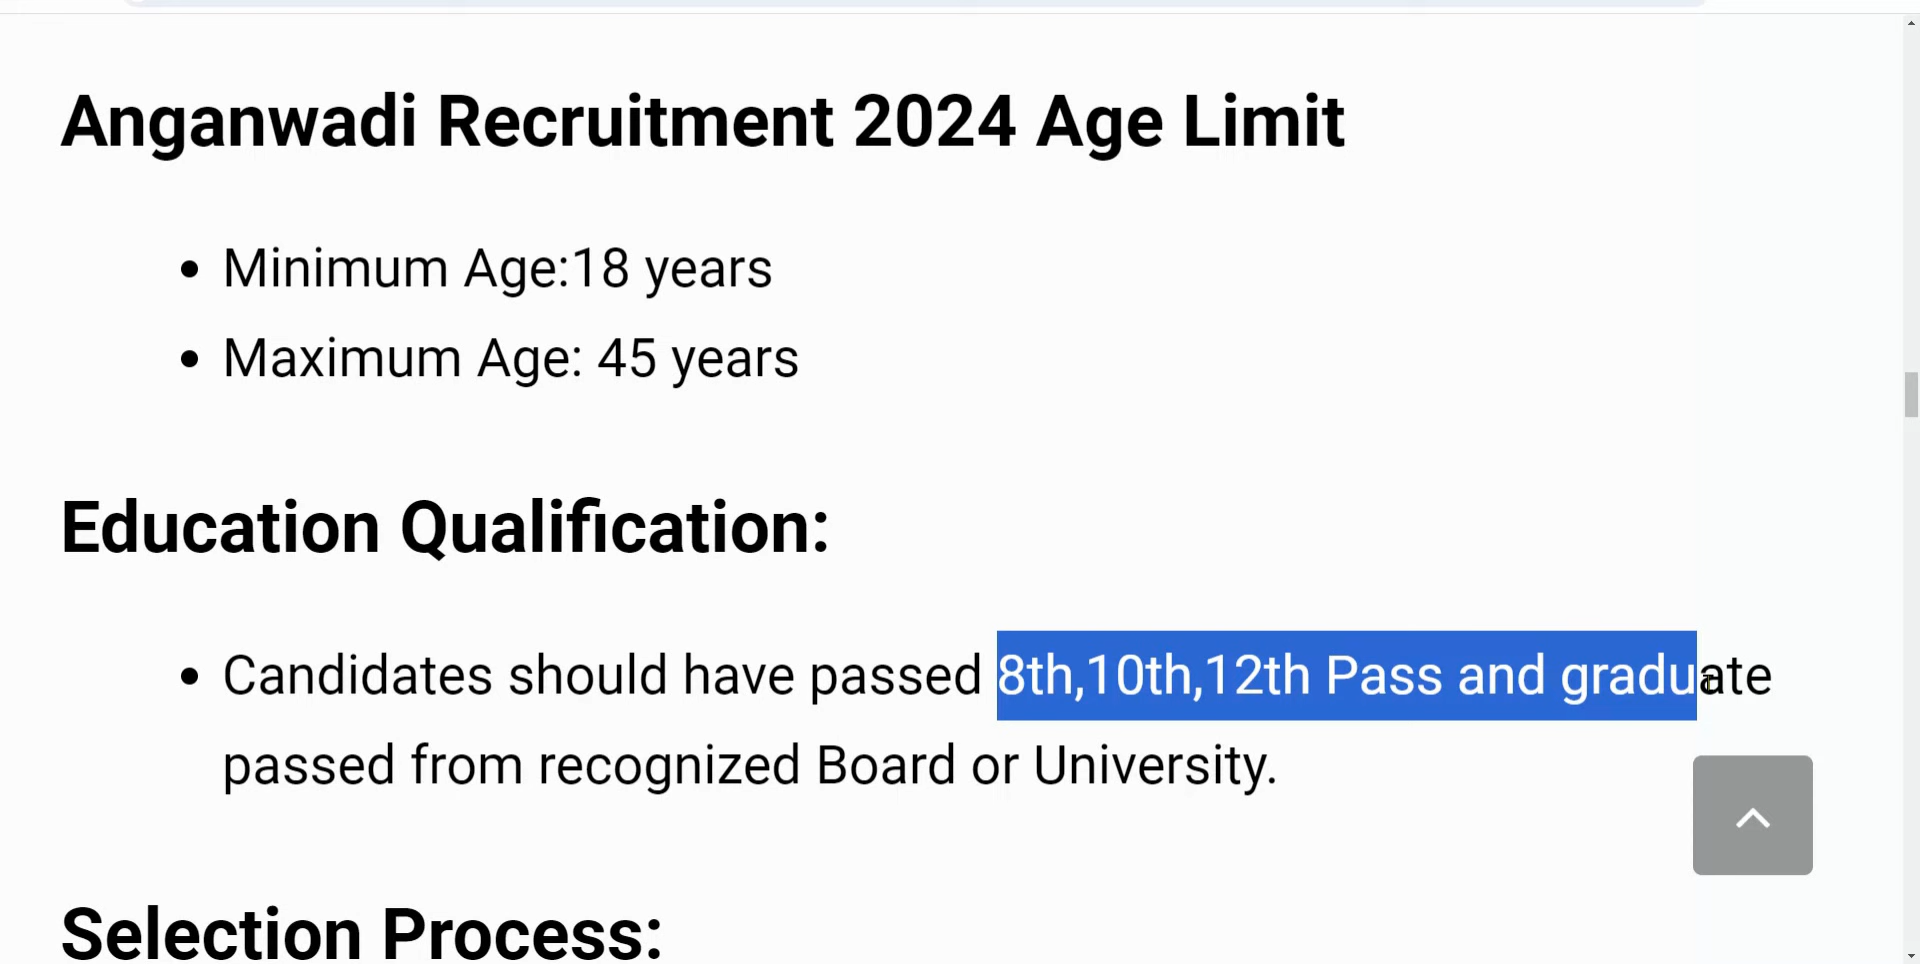 Anganwadi Recruitment 2024 Age Limit
Minimum Age:18 years
Maximum Age: 45 years
Education Qualification:
Candidates should have passed 8th,10th,12th Pass and graduate
passed from recognized Board or University.
Selection Process: